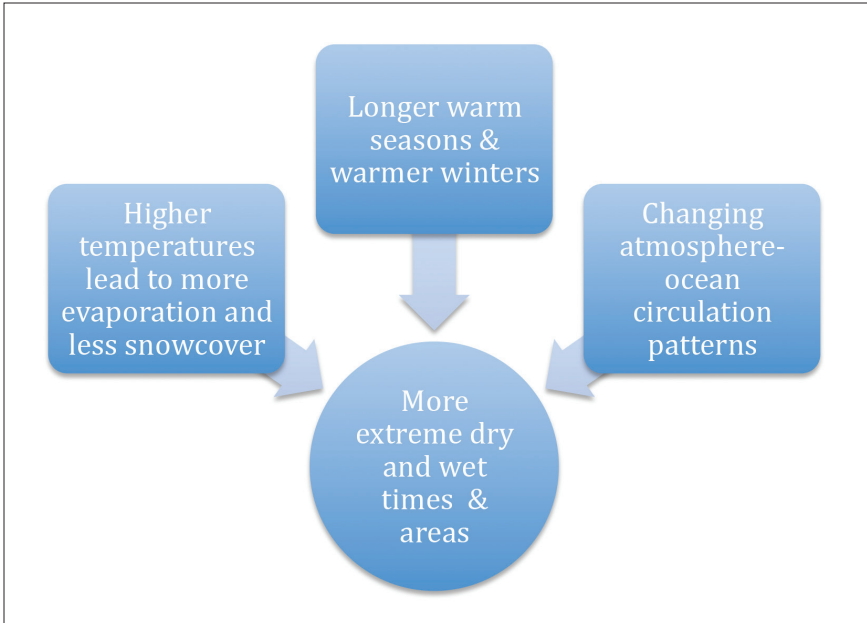 Longer warm
seasons &
warmer winters
Higher
temperatures
lead to more
evaporation and
less snowcover
Changing
atmosphere-
ocean
circulation
patterns
More
extreme dry
and wet
times &
areas